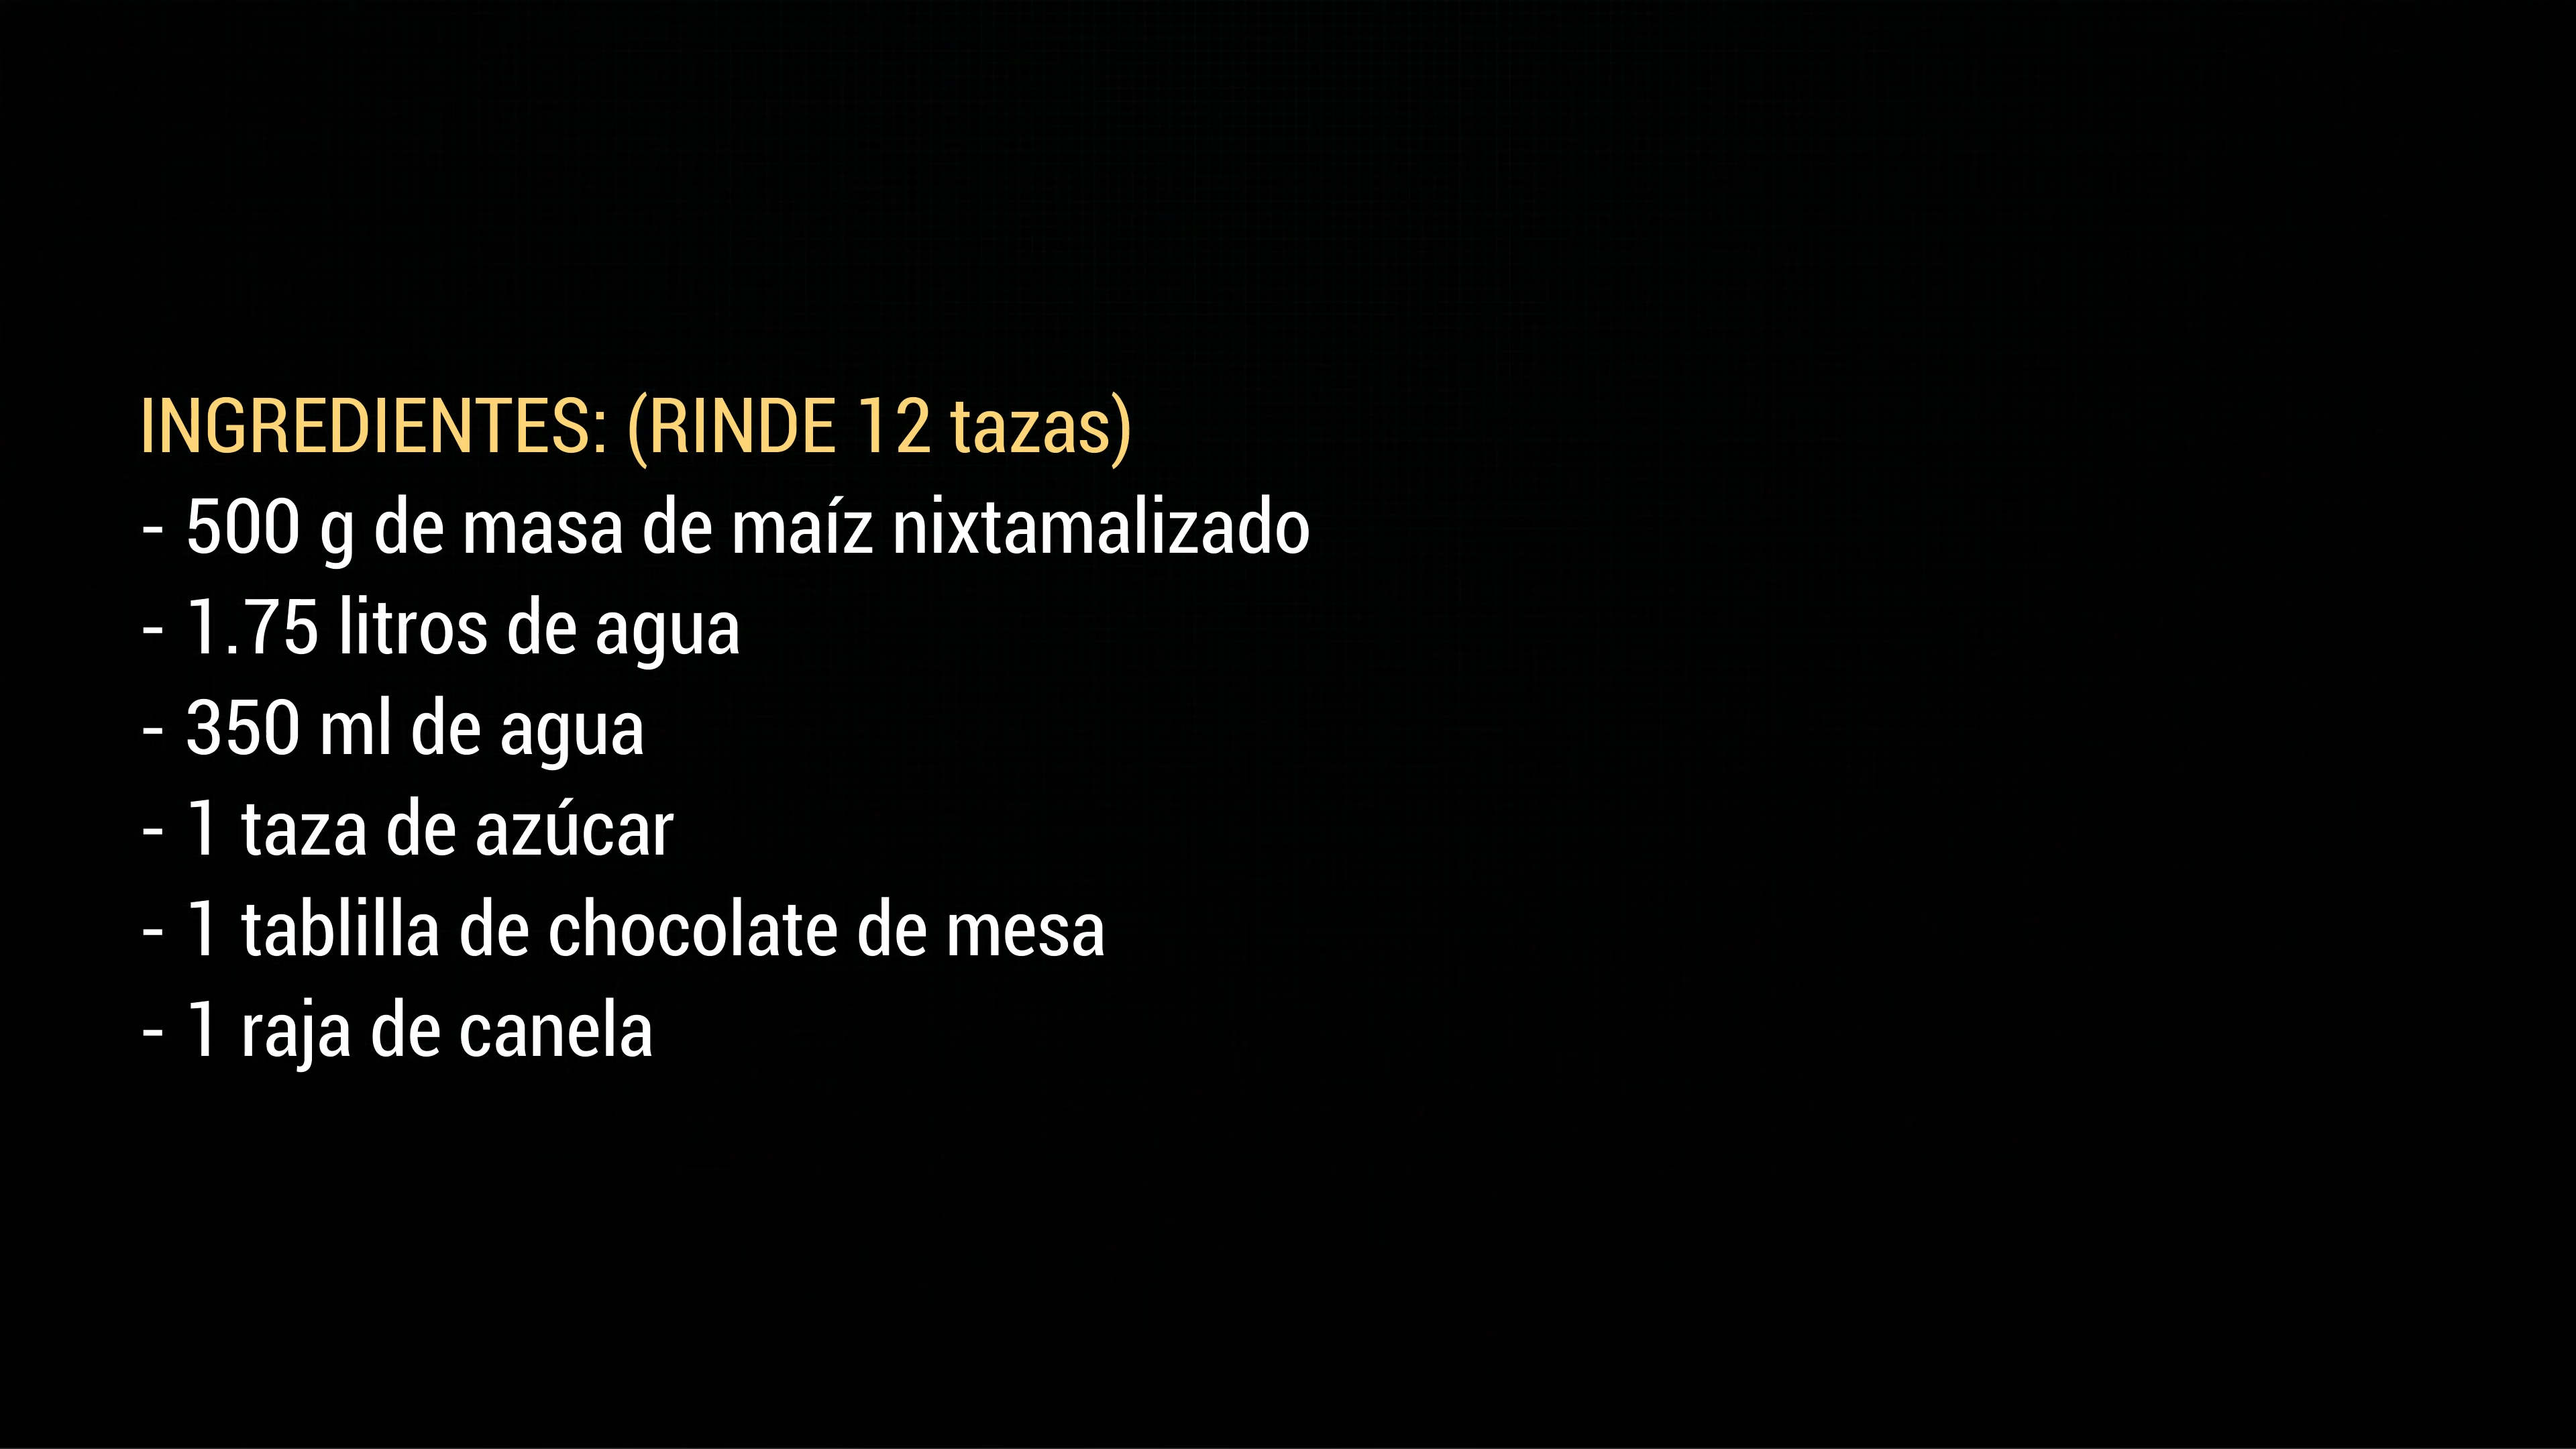 INGREDIENTES: (RINDE 12 tazas)
- 500 g de masa de maíz nixtamalizado
- 1.75 litros de agua
- 350 ml de agua
- 1 taza de azúcar
- 1 tablilla de chocolate de mesa
- 1 raja de canela